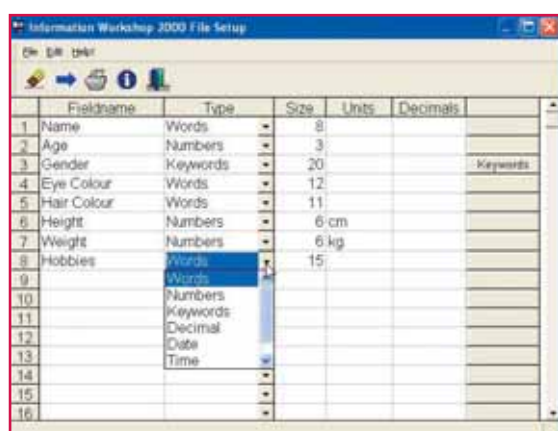 Information Workshop 2000 File Setup
File Edit Help!
Fieldname Type Size Units Decimals
1 Name Words 8
2 Age Numbers 3
3 Gender Keywords 20 Keywords
4 Eye Colour Words 12
5 Hair Colour Words 11
6 Height Numbers 6 cm
7 Weight Numbers 6 kg
8 Hobbies Words 15
9 Words
10 Numbers
11 Keywords
12 Decimal
Date
13 Time
14
15
16